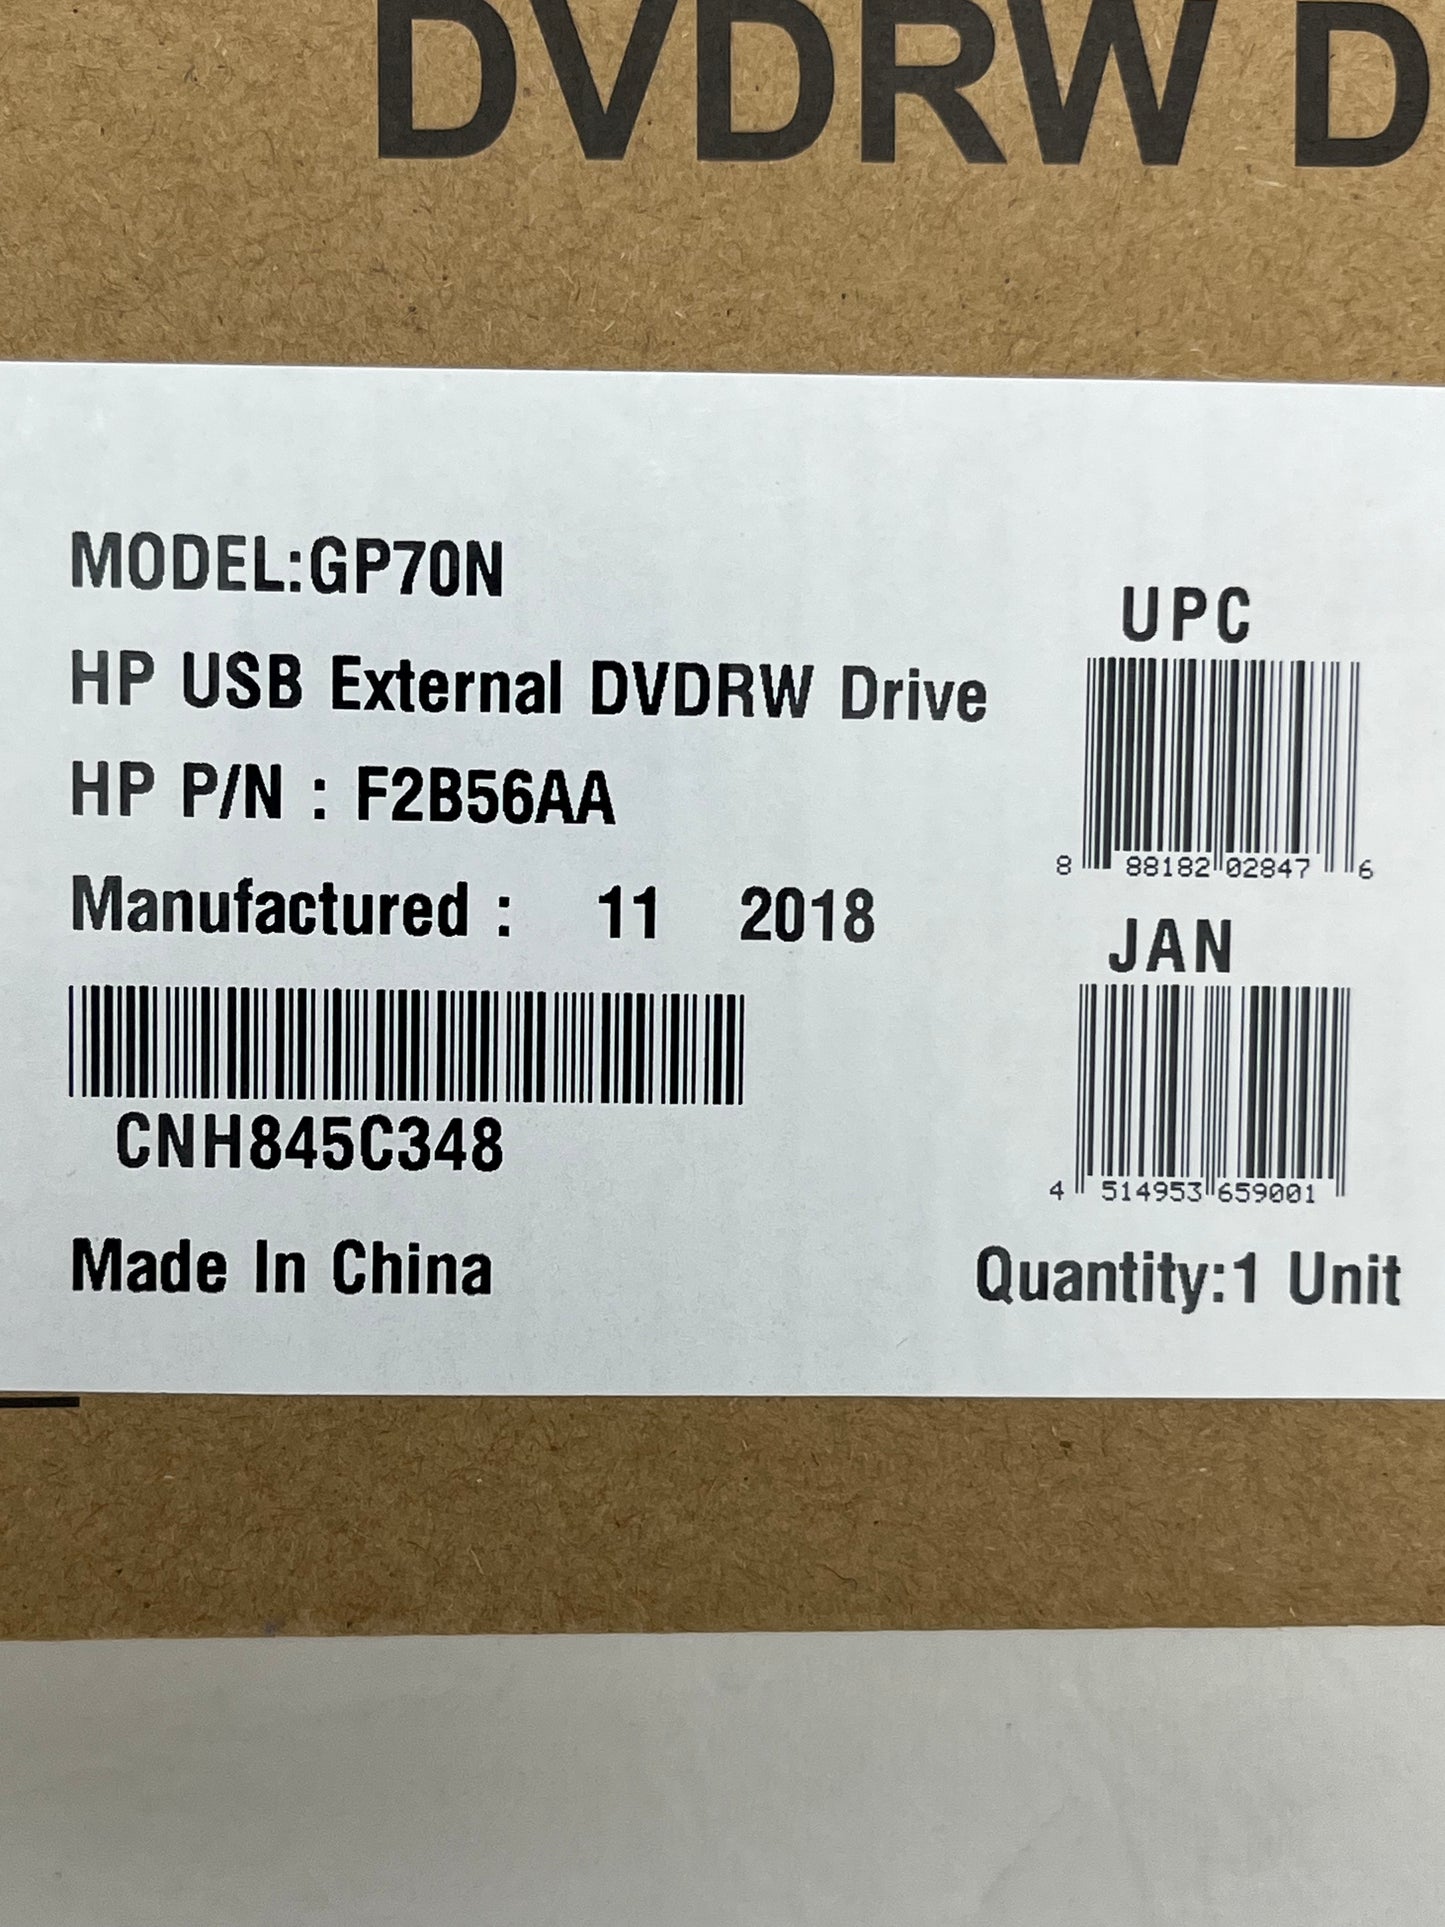 DVDRW D
MODEL:GP70N
HP USB External DVDRW Drive
HP P/N : F2B56AA
Manufactured : 11 2018
CNH845C348
Made In China
UPC
8 88182 02847 6
JAN
4 514953 659001
Quantity:1 Unit